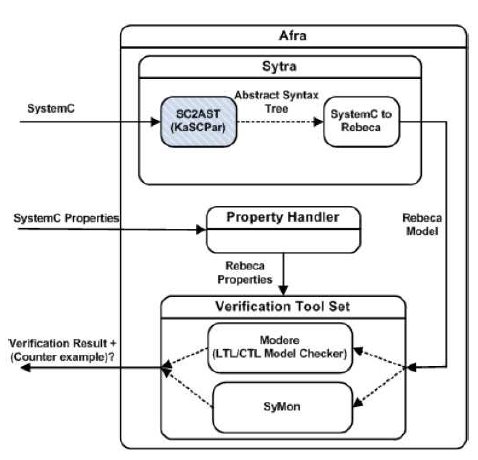 Afra
Sytra
SystemC
SC2AST
(KaSCPar)
Abstract Syntax
Tree
SystemC to
Rebeca
SystemC Properties
Property Handler
Rebeca
Model
Rebeca
Properties
Verification Tool Set
Verification Result +
(Counter example)?
Modere
(LTL/CTL Model Checker)
SyMon